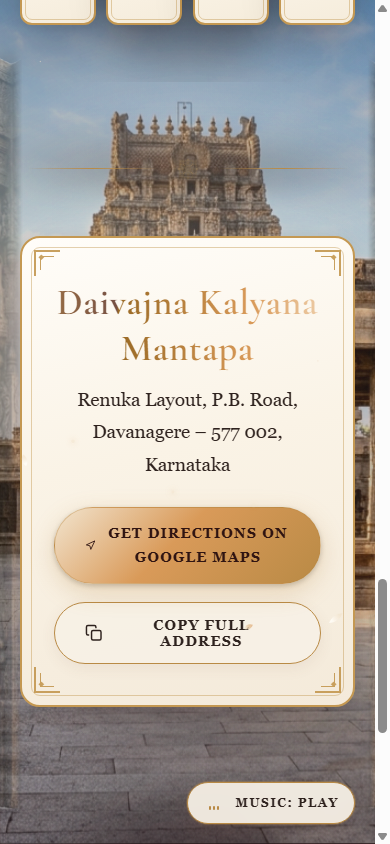 Daivajna Kalyana
Mantapa
Renuka Layout, P.B. Road,
Davanagere – 577 002,
Karnataka
GET DIRECTIONS ON
GOOGLE MAPS
COPY FULL
ADDRESS
MUSIC: PLAY